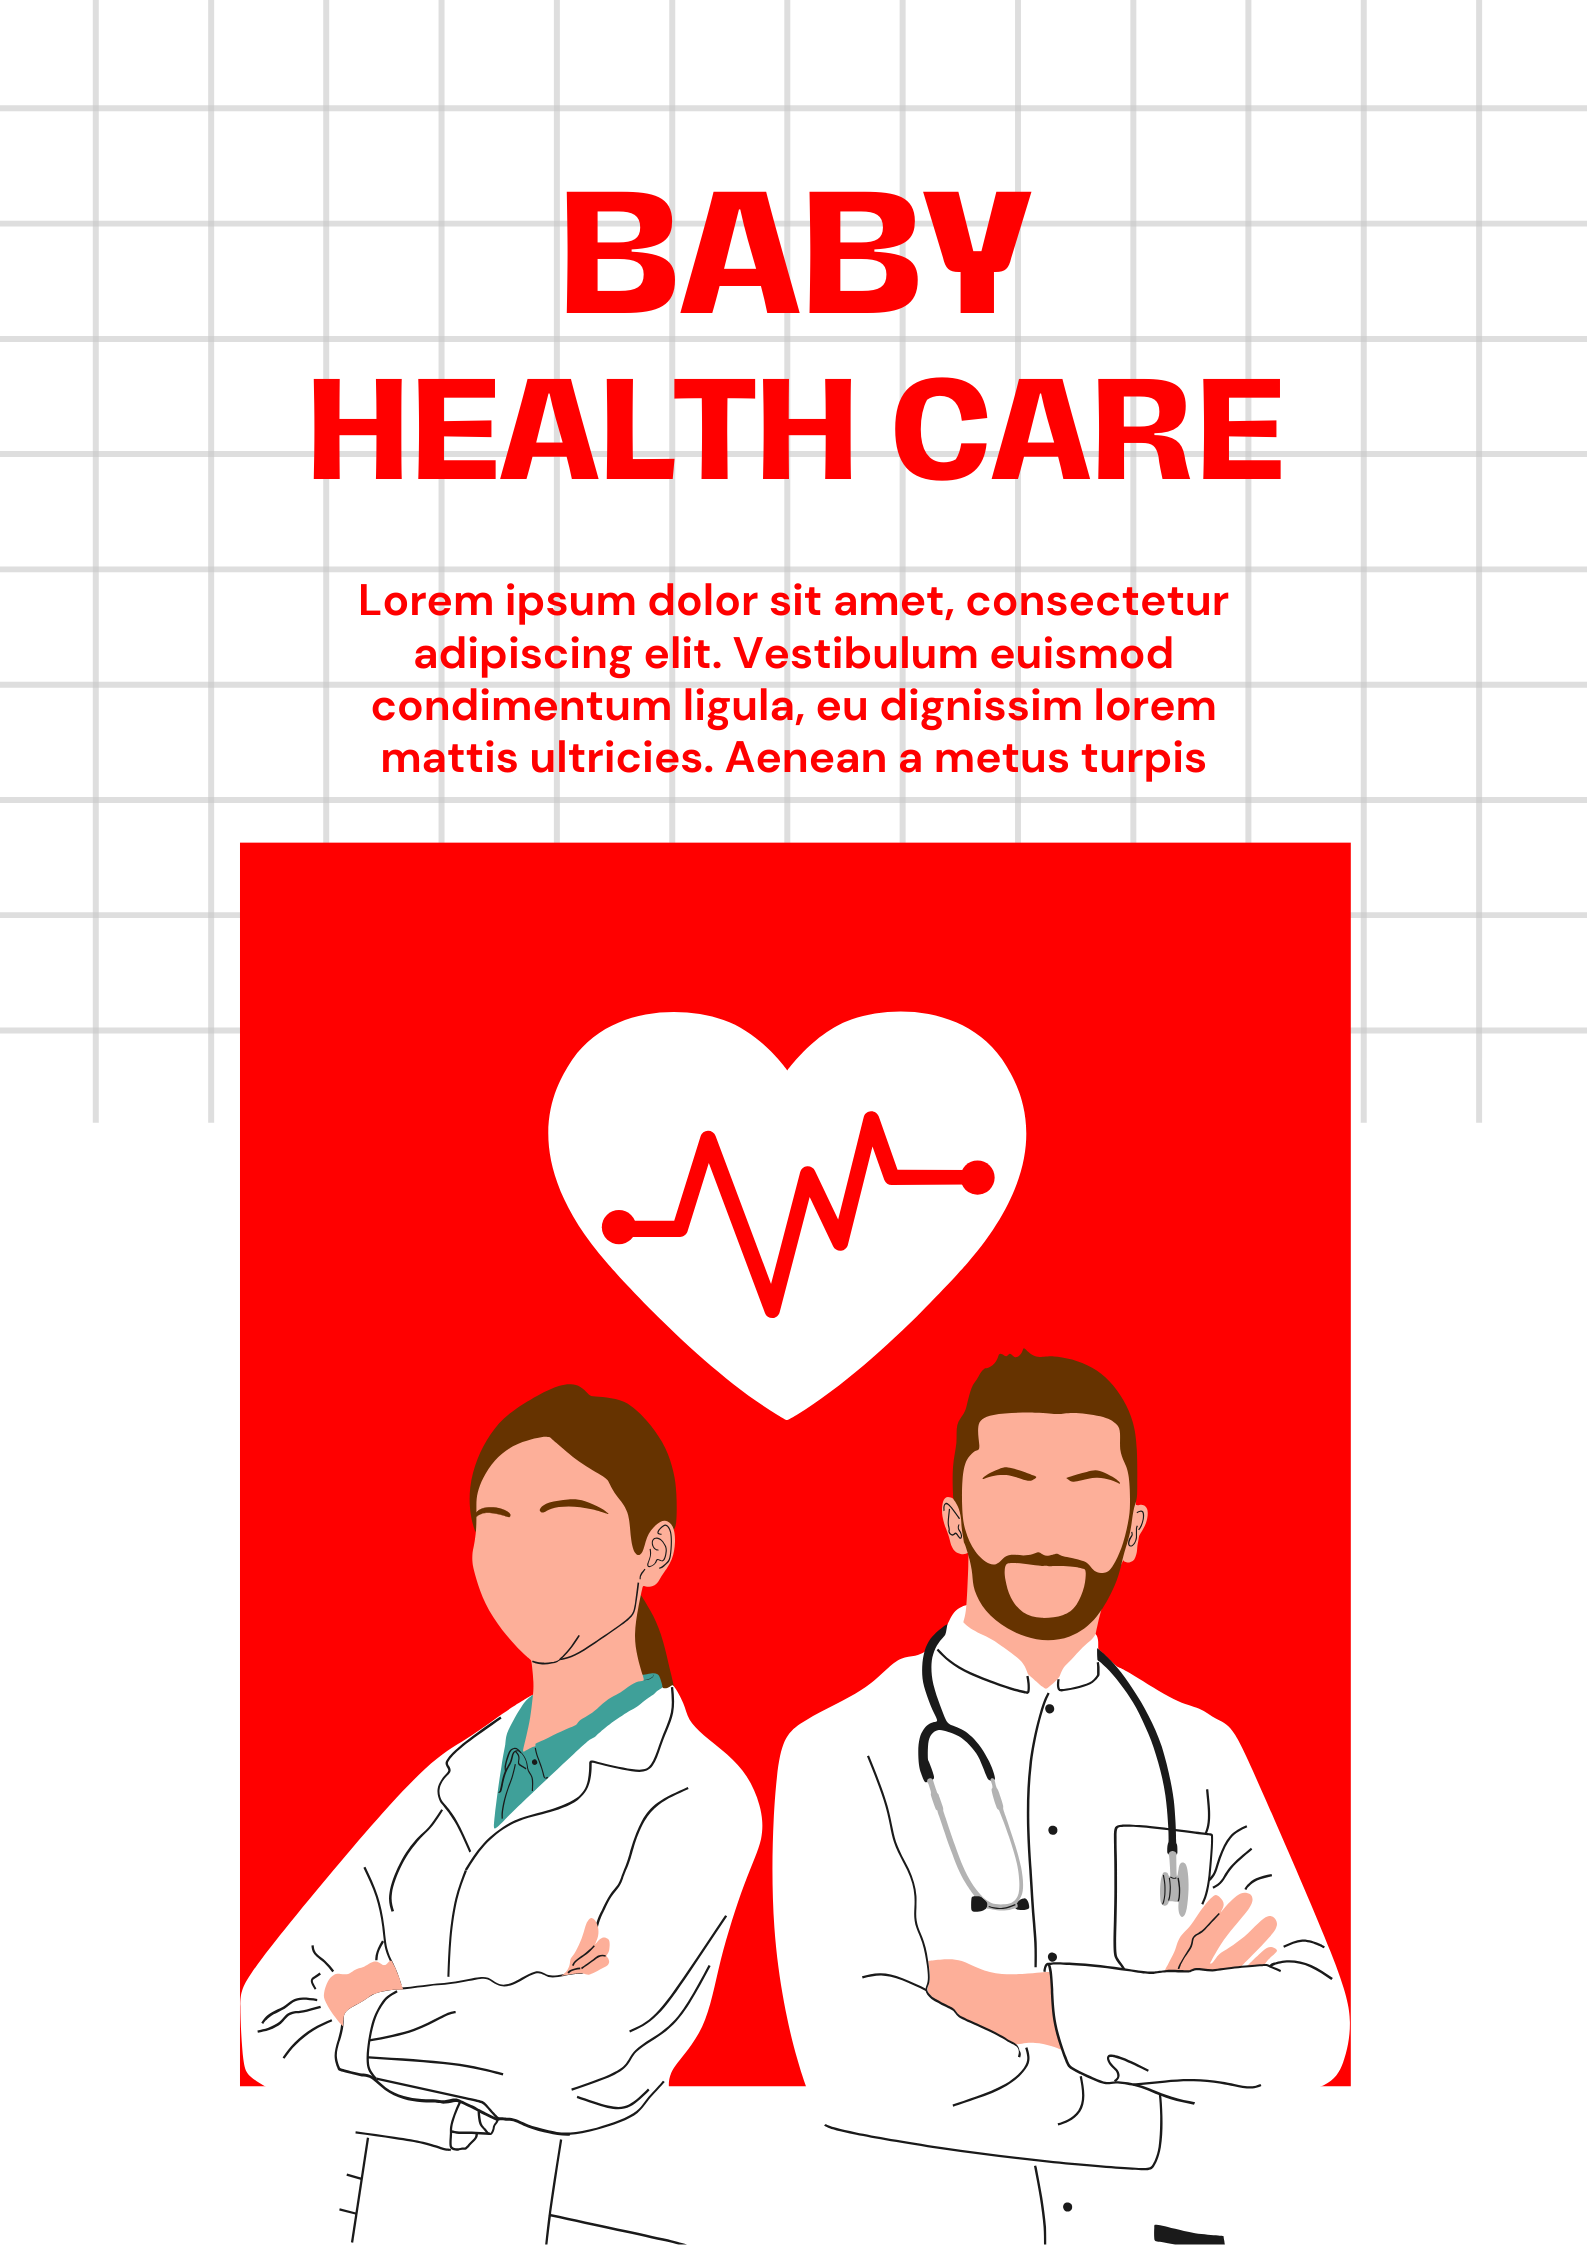 BABY
HEALTH CARE
Lorem ipsum dolor sit amet, consectetur
adipiscing elit. Vestibulum euismod
condimentum ligula, eu dignissim lorem
mattis ultricies. Aenean a metus turpis